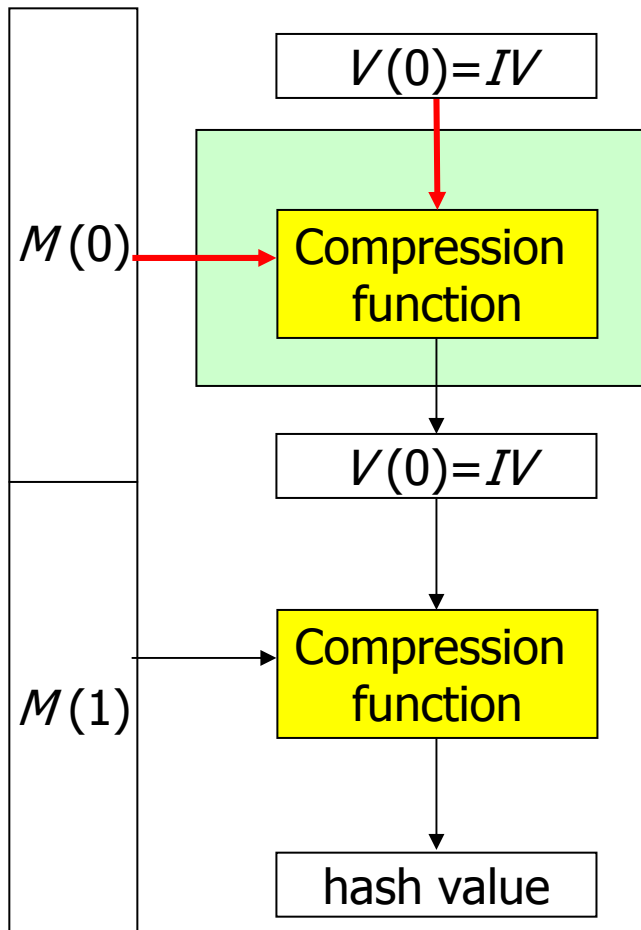 V(0)=IV
M(0)
Compression
function
V(0)=IV
Compression
function
M(1)
hash value